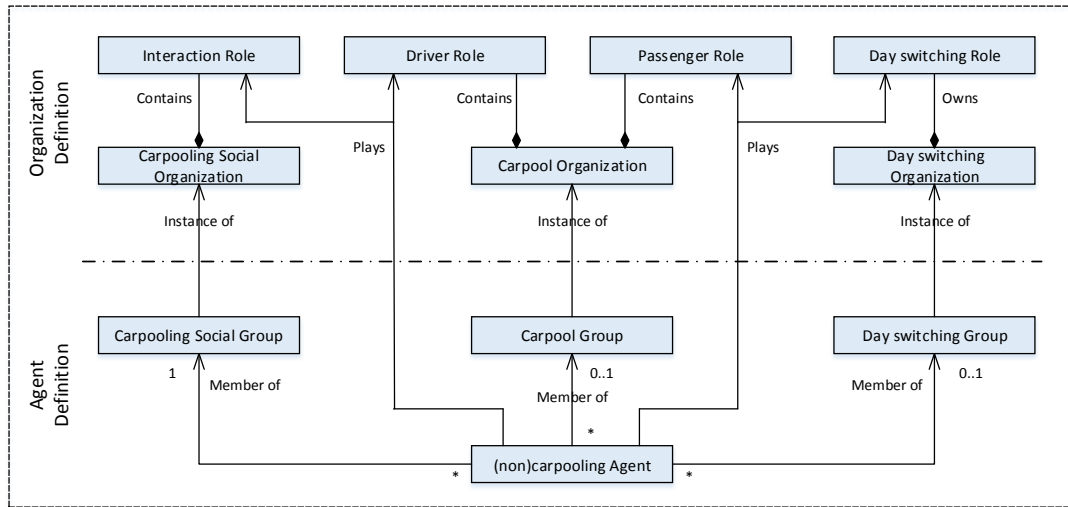 Organization
Definition
Interaction Role
Driver Role
Passenger Role
Day switching Role
Contains
Contains
Contains
Owns
Plays
Plays
Carpooling Social
Organization
Carpool Organization
Day switching
Organization
Instance of
Instance of
Instance of
Agent
Definition
Carpooling Social Group
Carpool Group
Day switching Group
1
Member of
0..1
Member of
Member of
0..1
*
(non)carpooling Agent
*
*